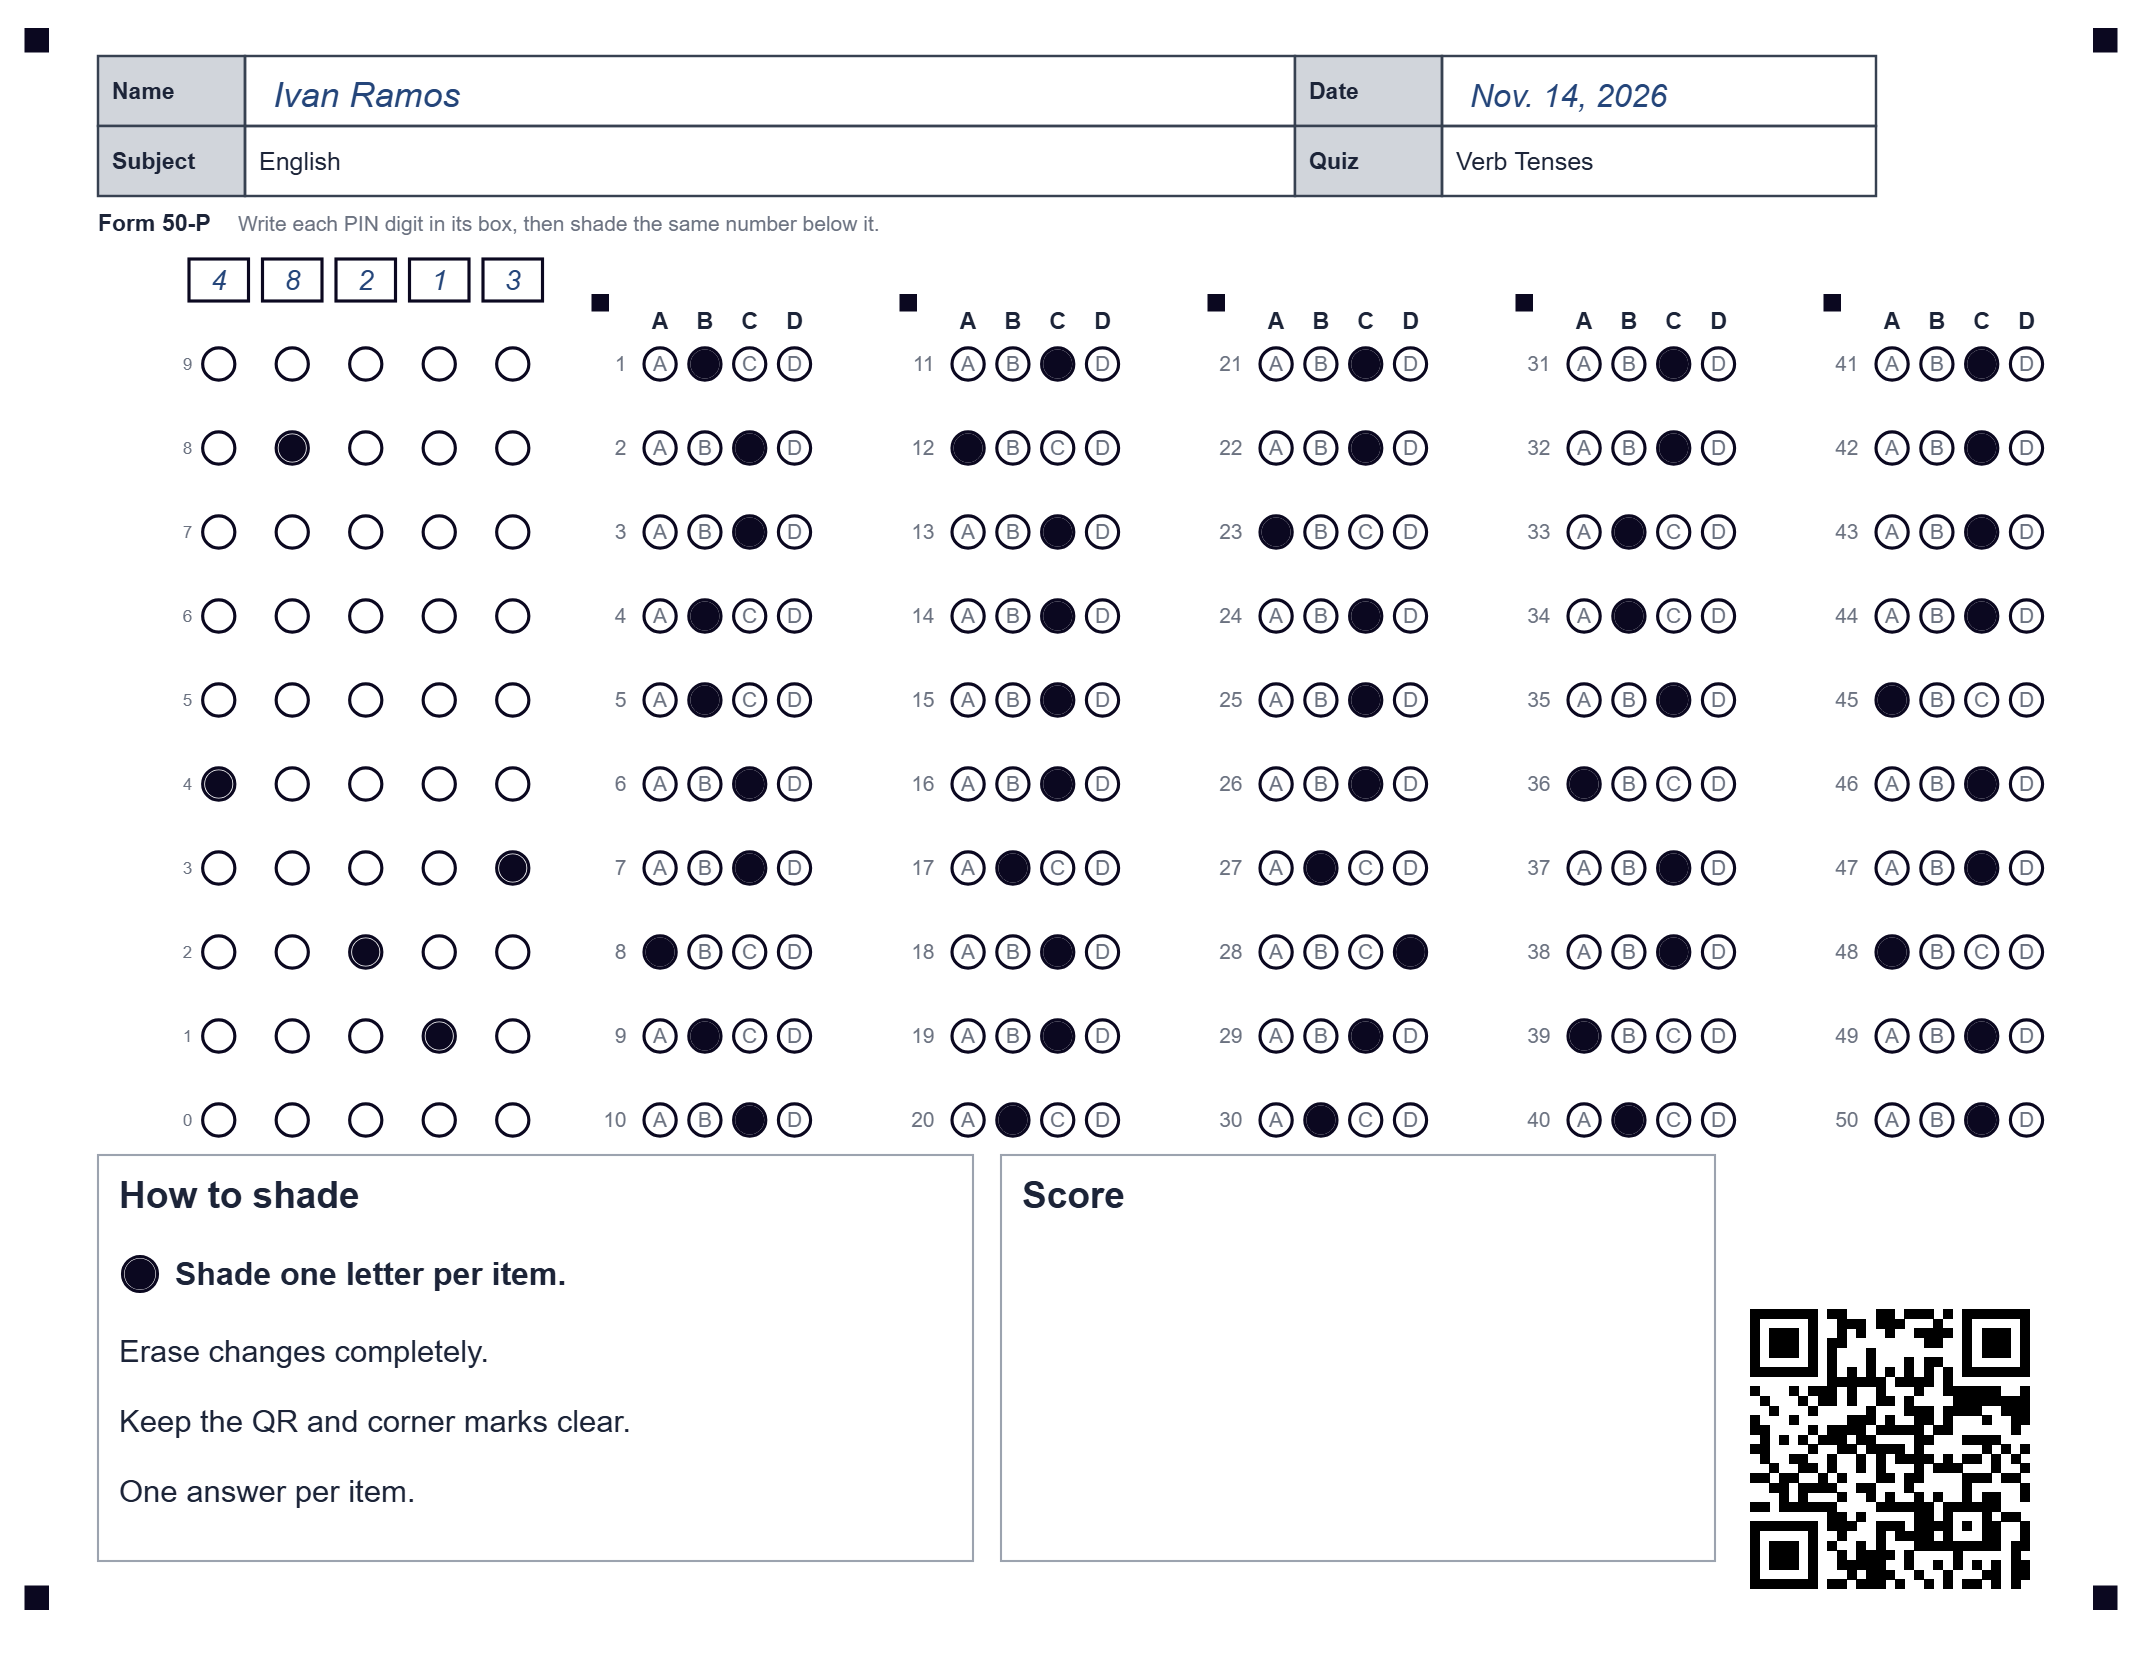 Name Ivan Ramos Date Nov. 14, 2026
Subject English Quiz Verb Tenses
Form 50-P Write each PIN digit in its box, then shade the same number below it.
4 8 2 1 3
A B C D A B C D A B C D A B C D A B C D
9 1 A C D 11 A B D 21 A B D 31 A B D 41 A B D
8 2 A B D 12 B C D 22 A B D 32 A B D 42 A B D
7 3 A B D 13 A B D 23 B C D 33 A C D 43 A B D
6 4 A C D 14 A B D 24 A B D 34 A C D 44 A B D
5 5 A C D 15 A B D 25 A B D 35 A B D 45 B C D
4 6 A B D 16 A B D 26 A B D 36 B C D 46 A B D
3 7 A B D 17 A C D 27 A C D 37 A B D 47 A B D
2 8 B C D 18 A B D 28 A B C 38 A B D 48 B C D
1 9 A C D 19 A B D 29 A B D 39 B C D 49 A B D
0 10 A B D 20 A C D 30 A C D 40 A C D 50 A B D
How to shade
Shade one letter per item.
Erase changes completely.
Keep the QR and corner marks clear.
One answer per item.
Score